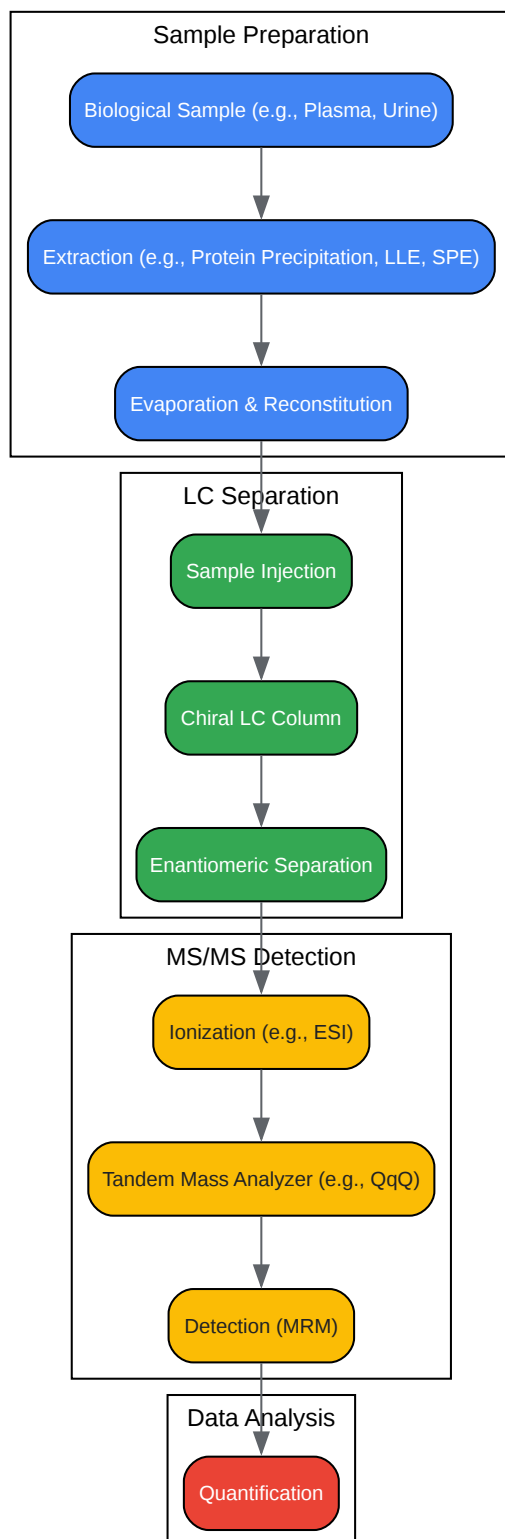 Sample Preparation
Biological Sample (e.g., Plasma, Urine)
Extraction (e.g., Protein Precipitation, LLE, SPE)
Evaporation & Reconstitution
LC Separation
Sample Injection
Chiral LC Column
Enantiomeric Separation
MS/MS Detection
Ionization (e.g., ESI)
Tandem Mass Analyzer (e.g., QqQ)
Detection (MRM)
Data Analysis
Quantification